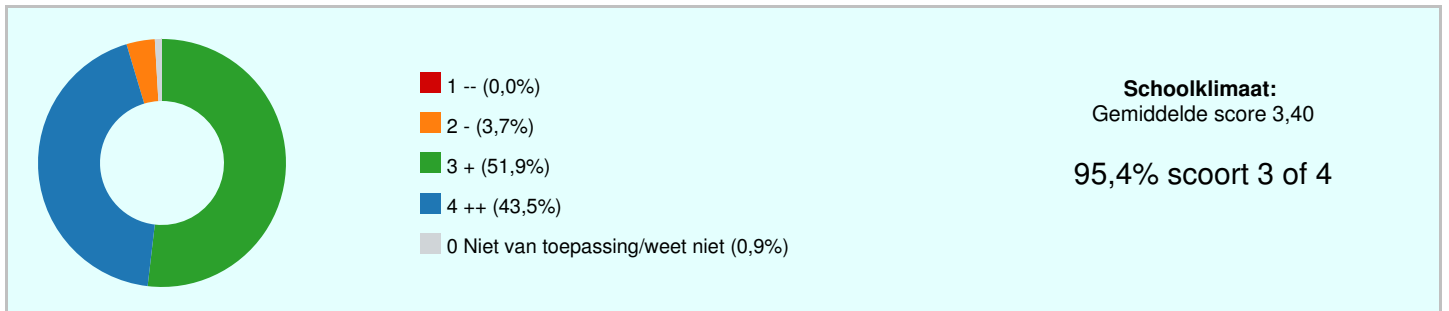 1 -- (0,0%)
2 - (3,7%)
3 + (51,9%)
4 ++ (43,5%)
0 Niet van toepassing/weet niet (0,9%)
Schoolklimaat:
Gemiddelde score 3,40
95,4% scoort 3 of 4